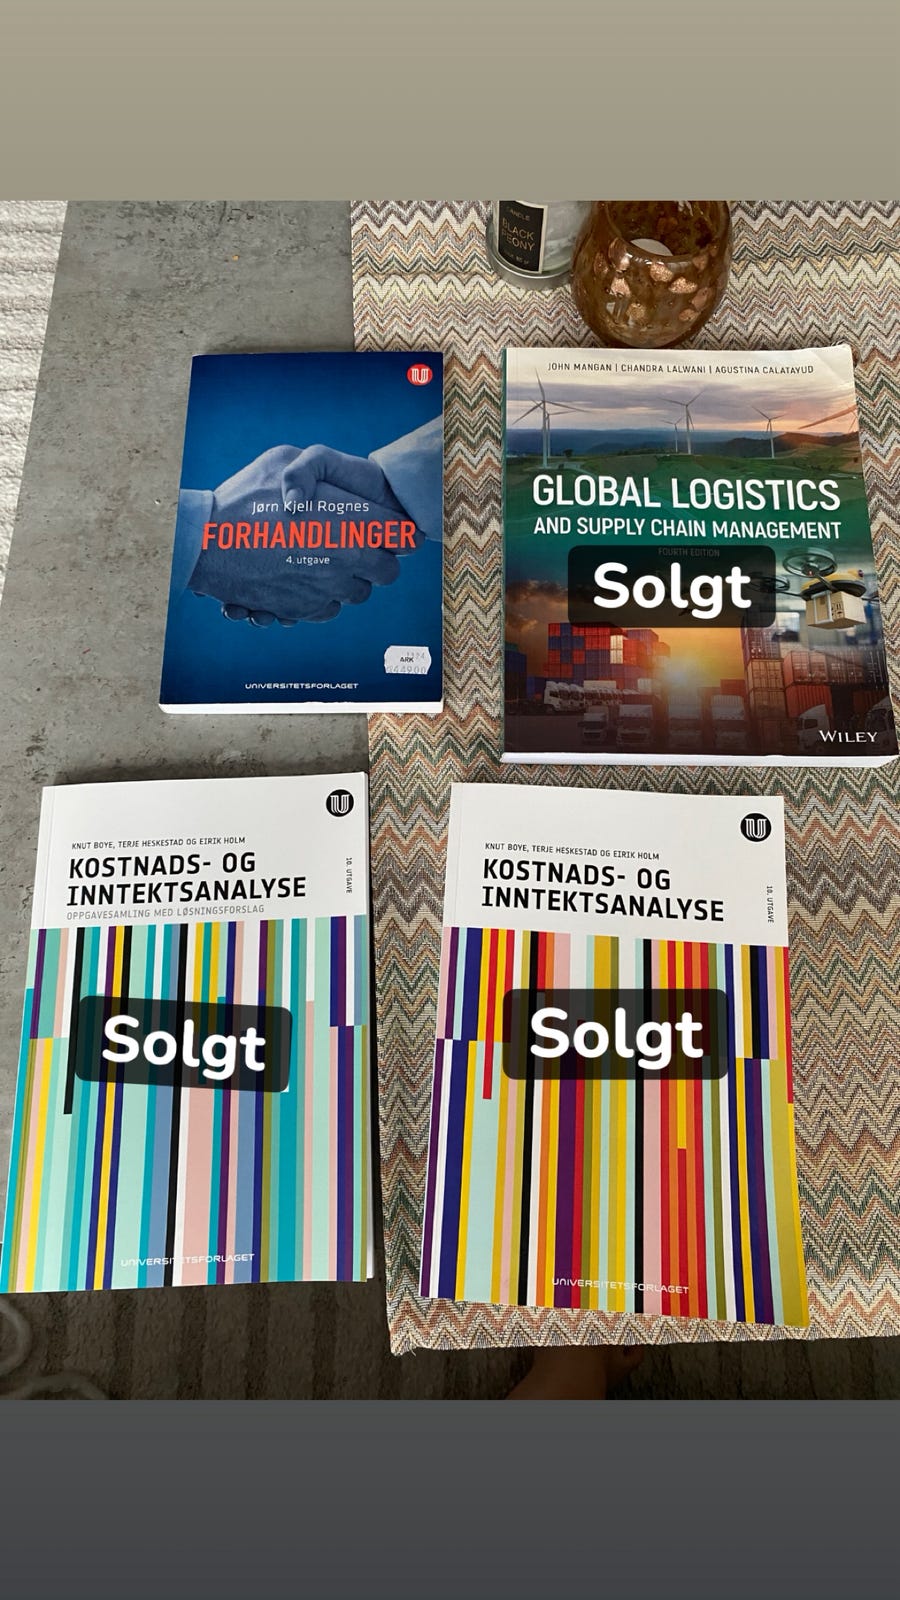 CANDLE
BLACK
PEONY
Jørn Kjell Rognes
FORHANDLINGER
4. utgave
ARK
UNIVERSITETSFORLAGET
JOHN MANGAN | CHANDRA LALWANI | AGUSTINA CALATAYUD
GLOBAL LOGISTICS
AND SUPPLY CHAIN MANAGEMENT
FOURTH EDITION
Solgt
WILEY
KNUT BOYE, TERJE HESKESTAD OG EIRIK HOLM
KOSTNADS- OG
INNTEKTSANALYSE
OPPGAVESAMLING MED LØSNINGSFORSLAG
10. UTGAVE
Solgt
UNIVERSITETSFORLAGET
KNUT BOYE, TERJE HESKESTAD OG EIRIK HOLM
KOSTNADS- OG
INNTEKTSANALYSE
10. UTGAVE
Solgt
UNIVERSITETSFORLAGET